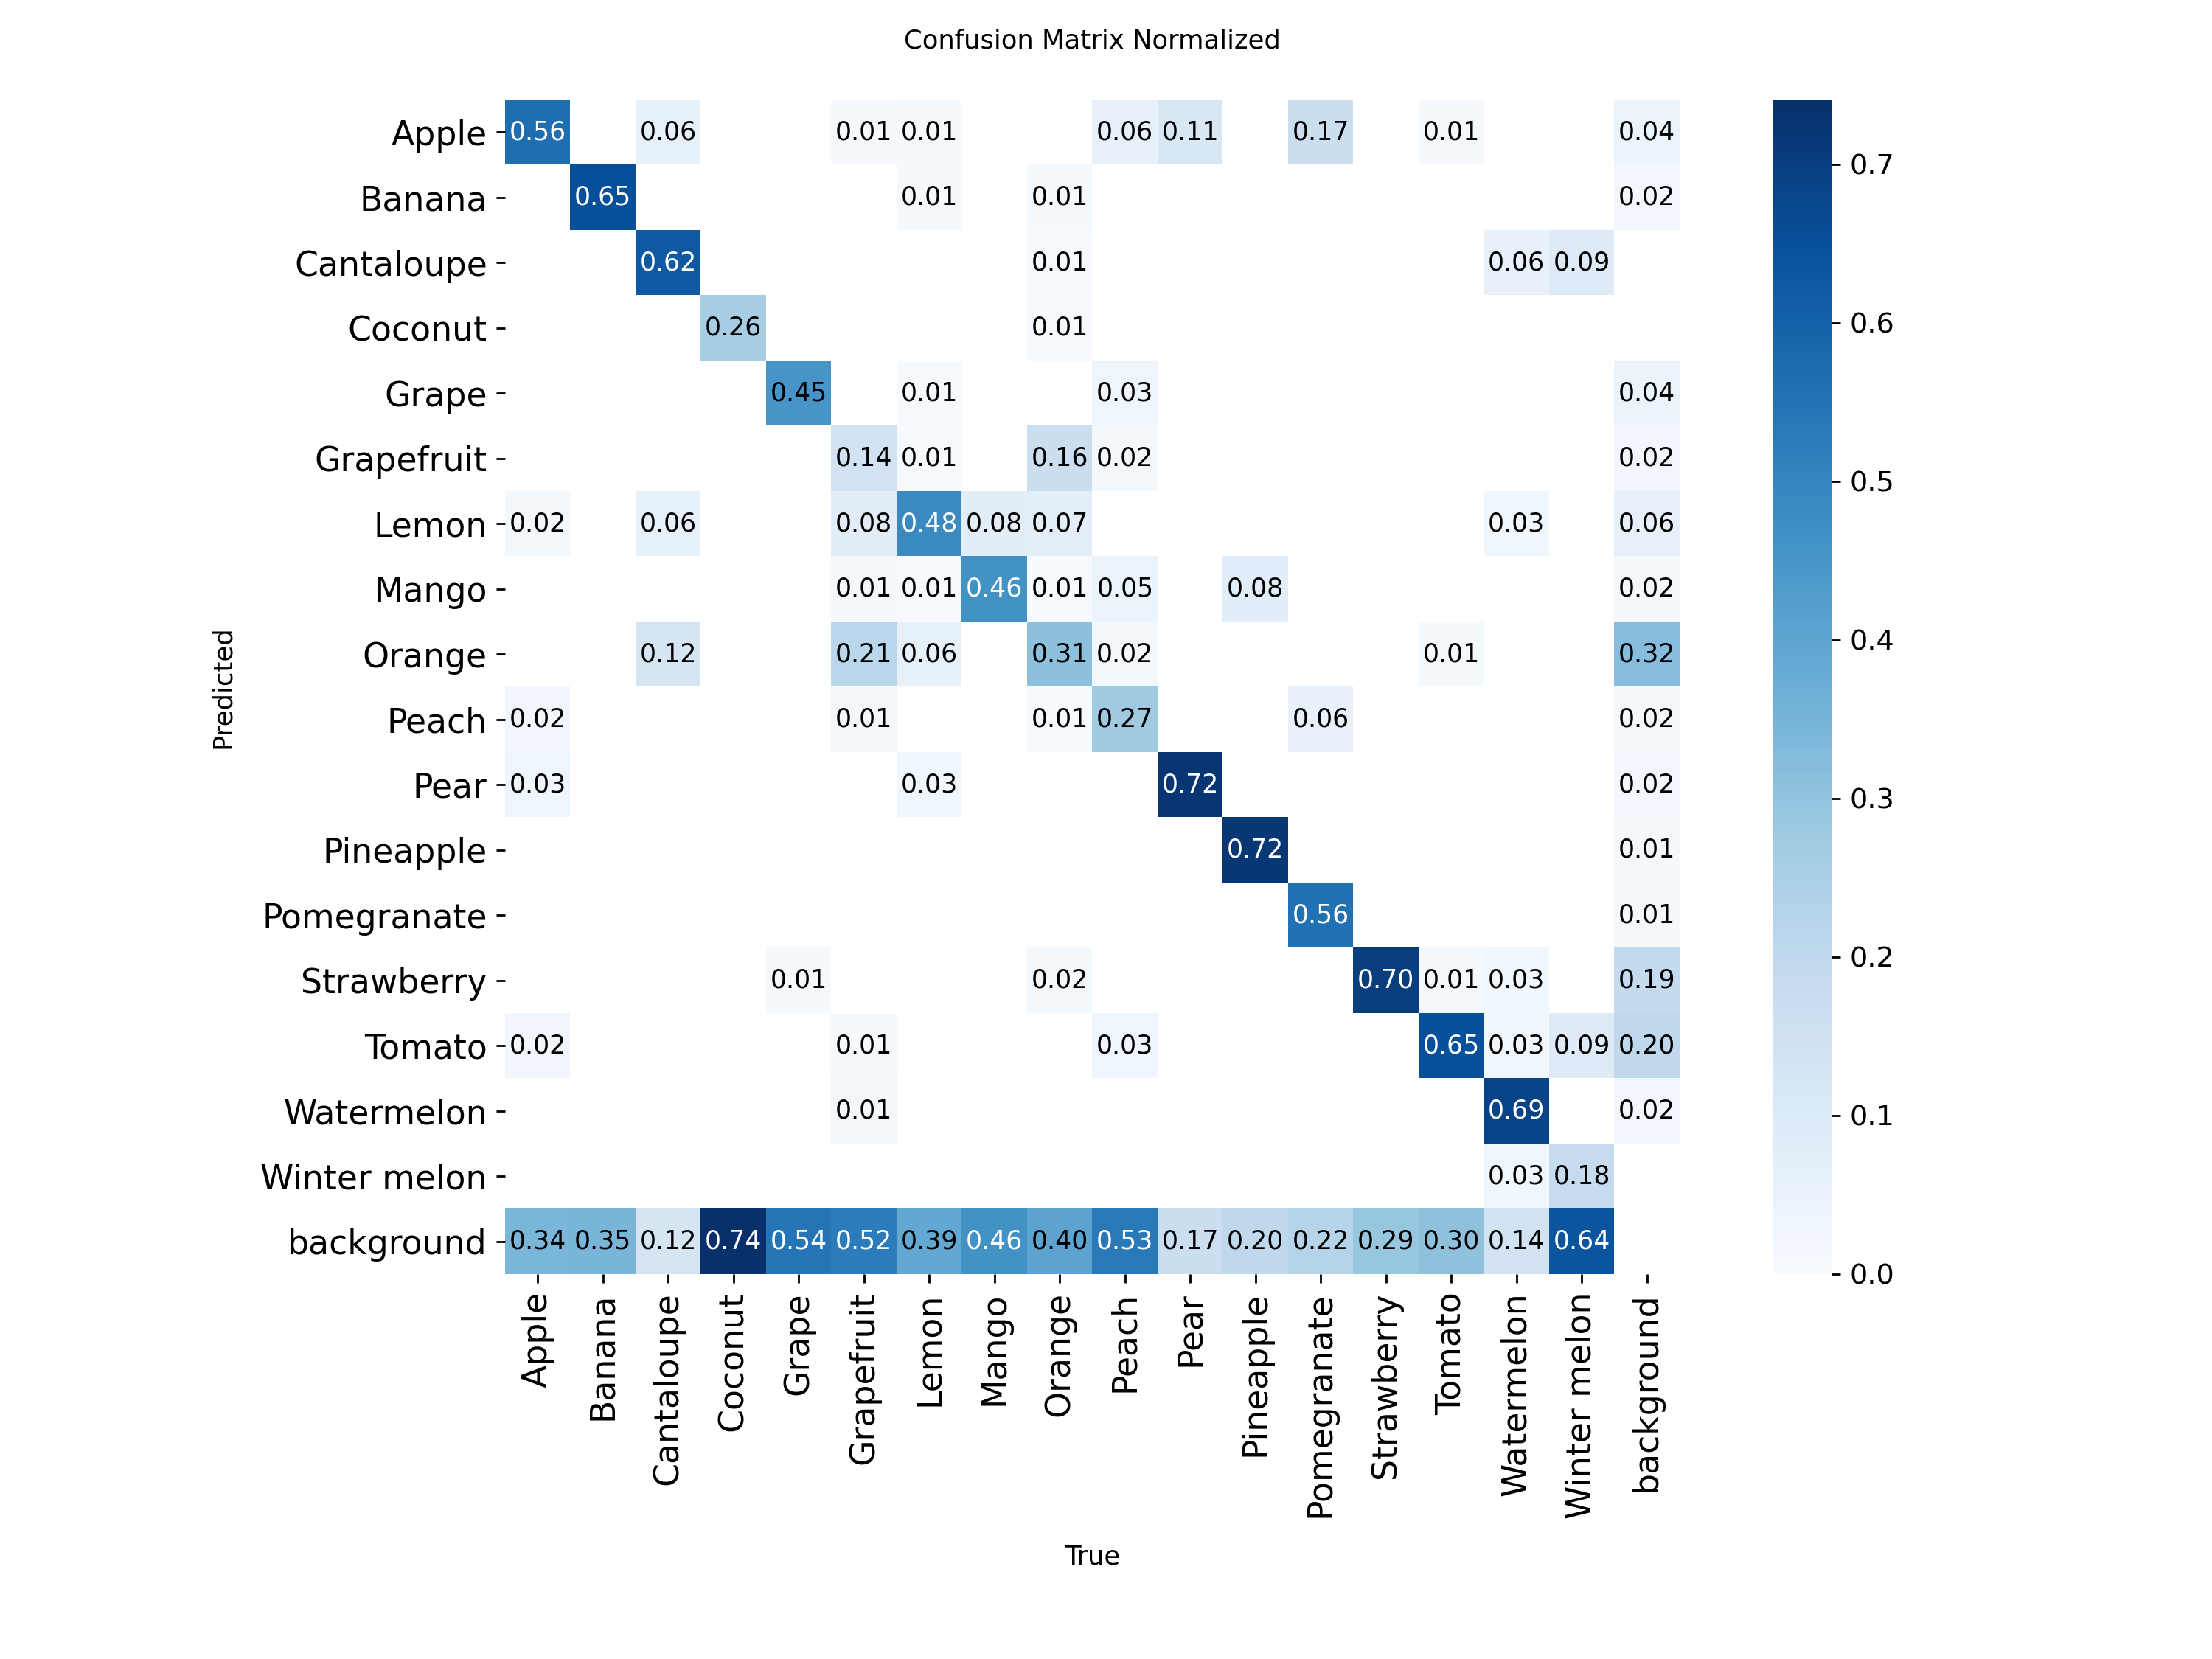 Confusion Matrix Normalized
Apple 0.56 0.06 0.01 0.01 0.06 0.11 0.17 0.01 0.04
Banana 0.65 0.01 0.01 0.02
Cantaloupe 0.62 0.01 0.06 0.09
Coconut 0.26 0.01
Grape 0.45 0.01 0.03 0.04
Grapefruit 0.14 0.01 0.16 0.02 0.02
Lemon 0.02 0.06 0.08 0.48 0.08 0.07 0.03 0.06
Mango 0.01 0.01 0.46 0.01 0.05 0.08 0.02
Orange 0.12 0.21 0.06 0.31 0.02 0.01 0.32
Peach 0.02 0.01 0.01 0.27 0.06 0.02
Pear 0.03 0.03 0.72 0.02
Pineapple 0.72 0.01
Pomegranate 0.56 0.01
Strawberry 0.01 0.02 0.70 0.01 0.03 0.19
Tomato 0.02 0.01 0.03 0.65 0.03 0.09 0.20
Watermelon 0.01 0.69 0.02
Winter melon 0.03 0.18
background 0.34 0.35 0.12 0.74 0.54 0.52 0.39 0.46 0.40 0.53 0.17 0.20 0.22 0.29 0.30 0.14 0.64
Predicted
Apple
Banana
Cantaloupe
Coconut
Grape
Grapefruit
Lemon
Mango
Orange
Peach
Pear
Pineapple
Pomegranate
Strawberry
Tomato
Watermelon
Winter melon
background
True
0.7
0.6
0.5
0.4
0.3
0.2
0.1
0.0